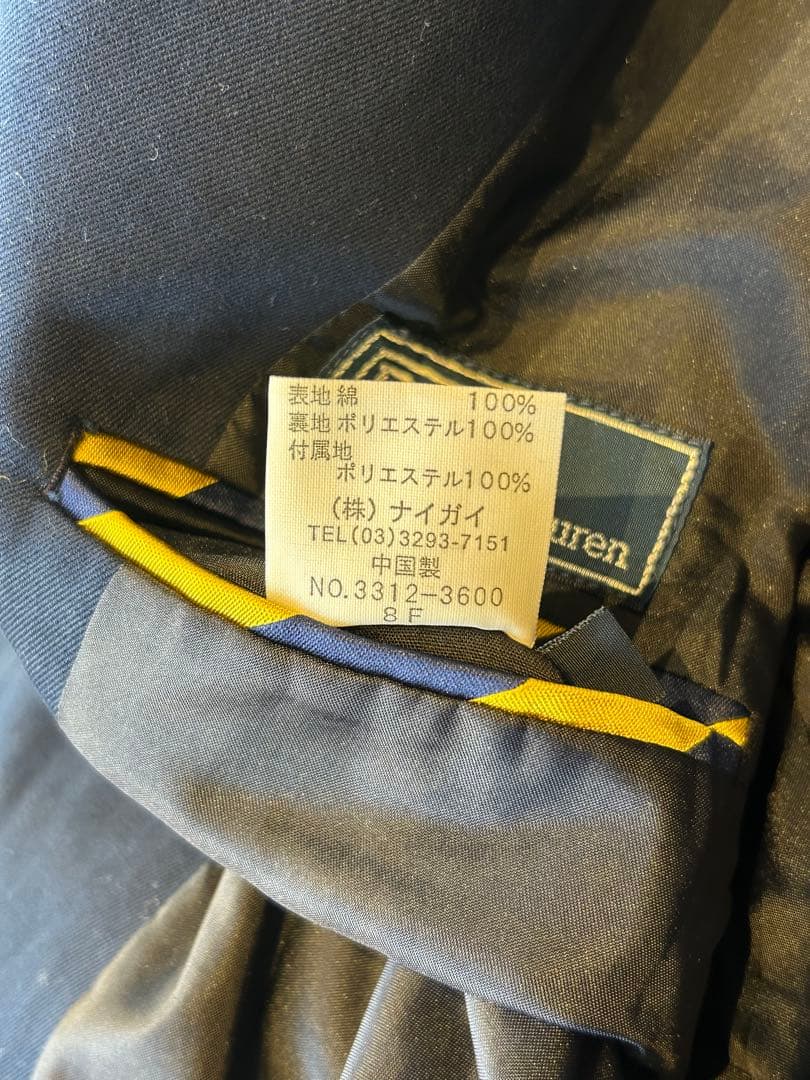 表地 綿 100%
裏地 ポリエステル100%
付属地
ポリエステル100%
(株) ナイガイ
TEL(03)3293-7151
中国製
NO.3312-3600
8F